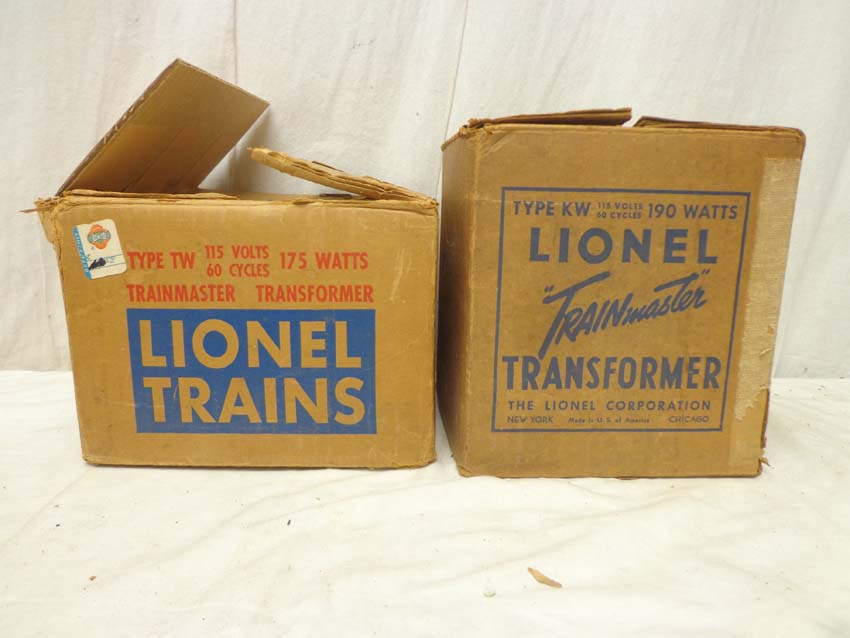 TYPE TW 115 VOLTS 60 CYCLES 175 WATTS
TRAINMASTER TRANSFORMER
LIONEL
TRAINS
TYPE KW 115 VOLTS 60 CYCLES 190 WATTS
LIONEL
"TRAINmaster"
TRANSFORMER
THE LIONEL CORPORATION
NEW YORK Made in U.S. of America CHICAGO